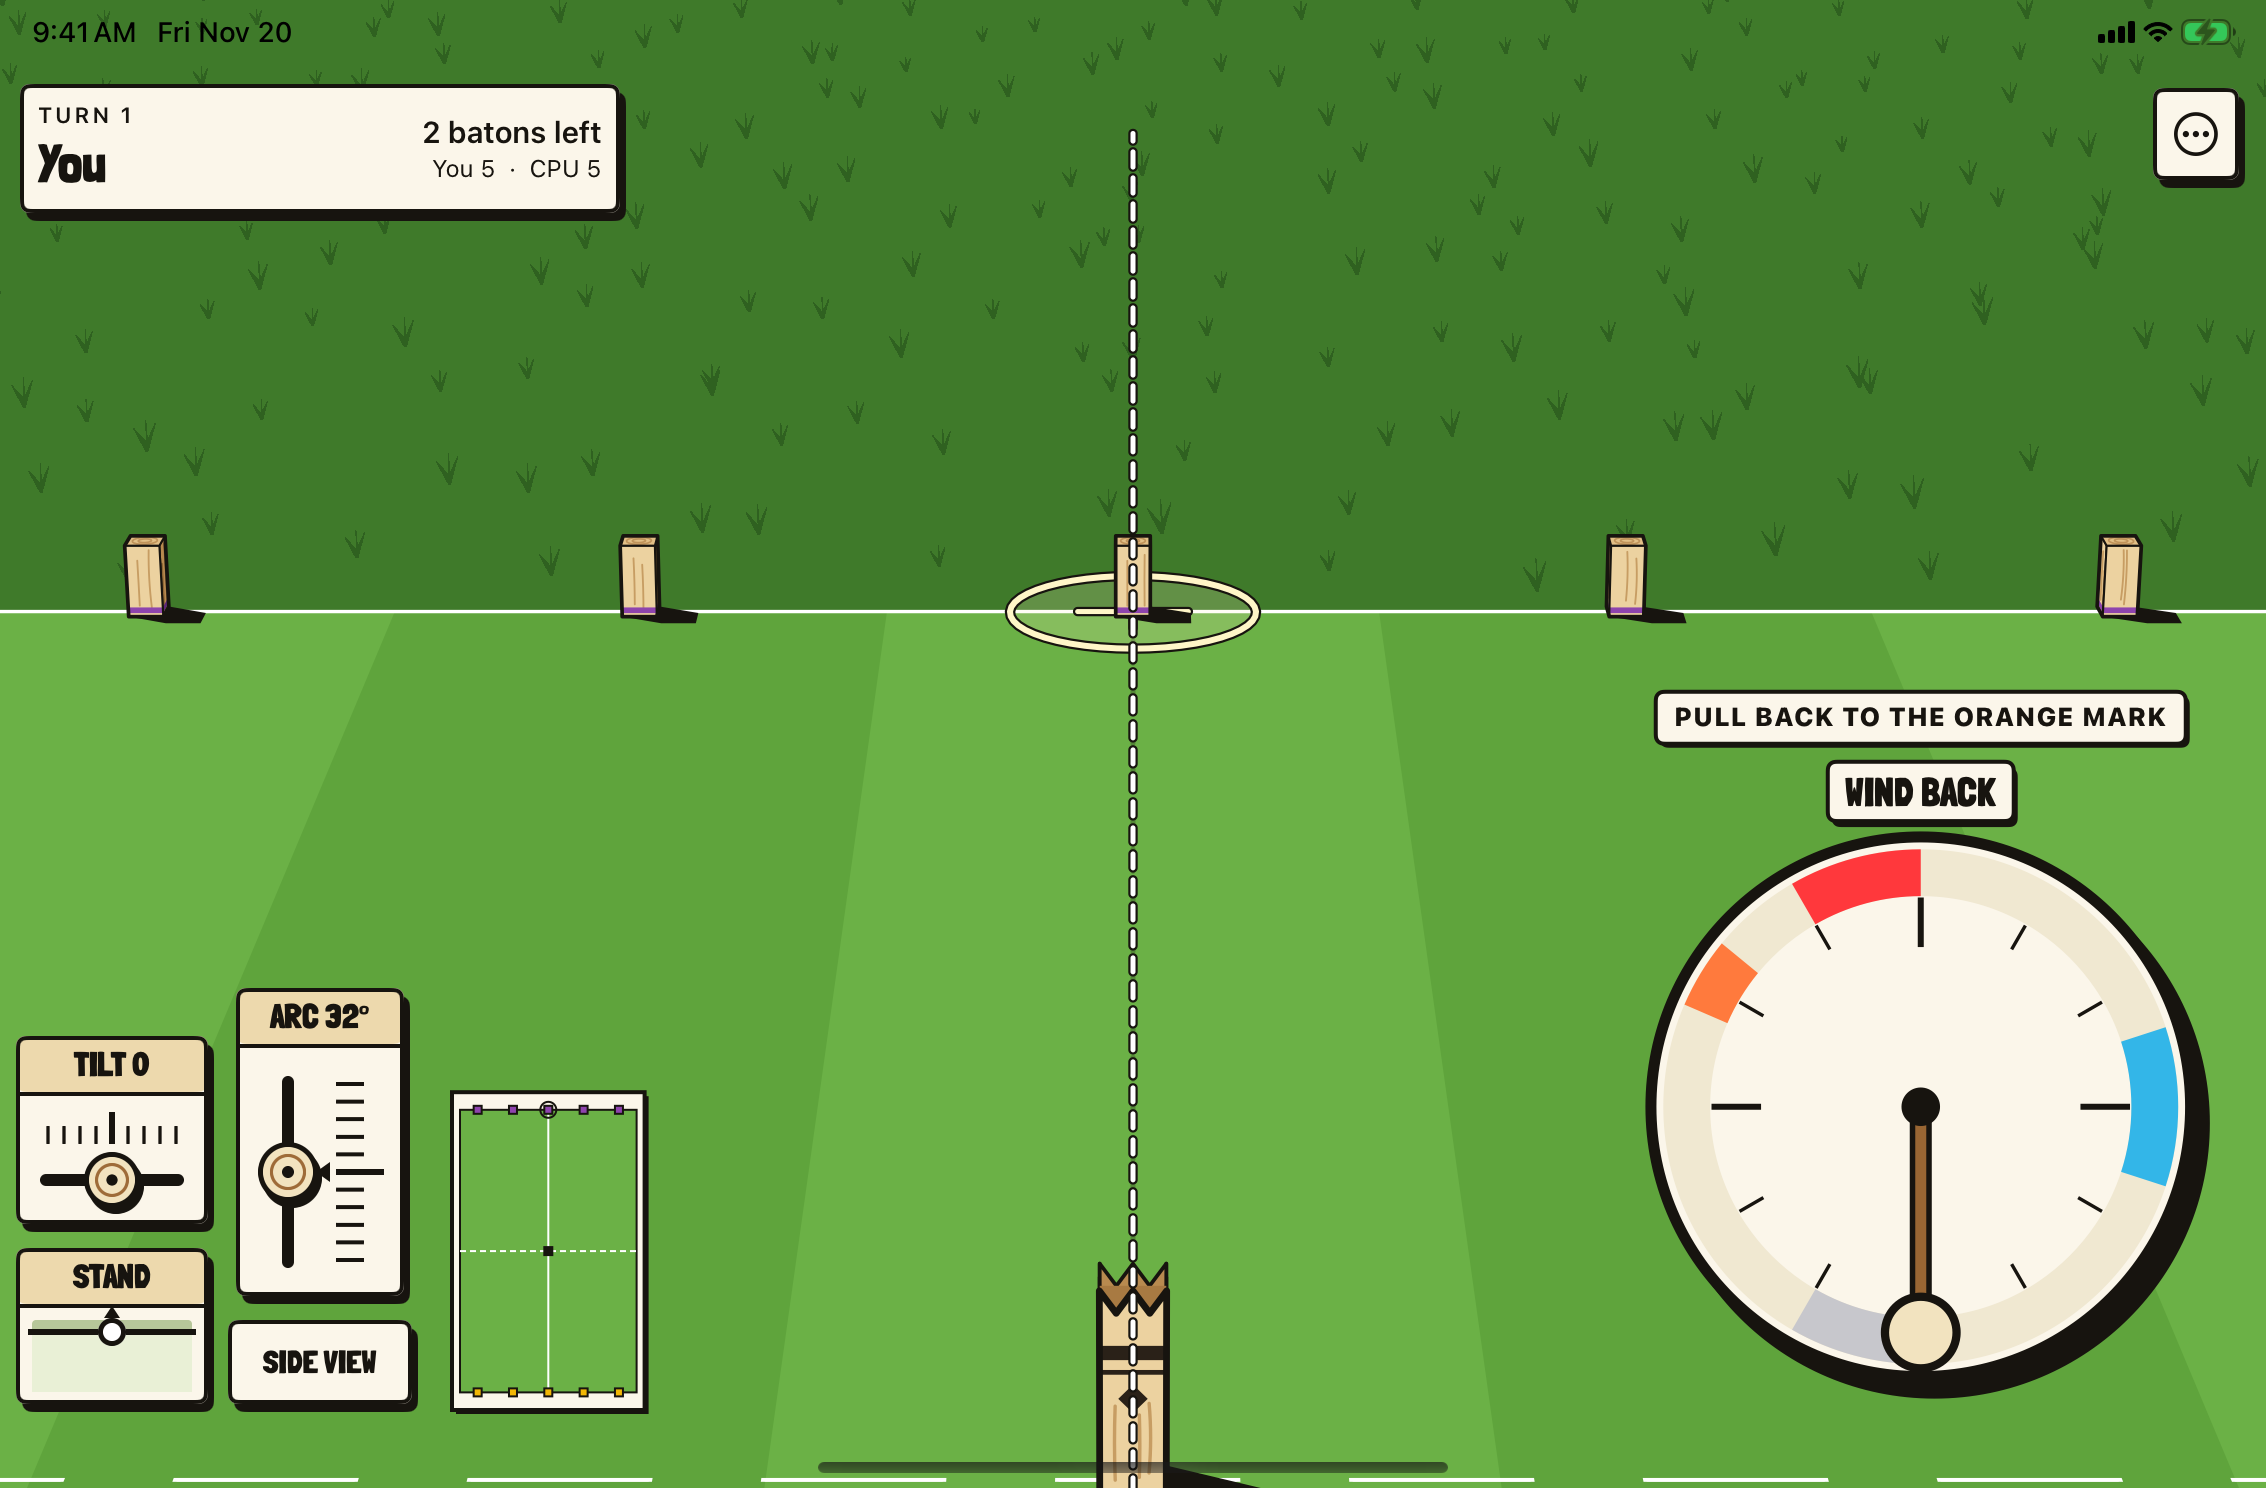 9:41 AM Fri Nov 20
TURN 1
You
2 batons left
You 5 · CPU 5
PULL BACK TO THE ORANGE MARK
WIND BACK
ARC 32°
TILT 0
STAND
SIDE VIEW